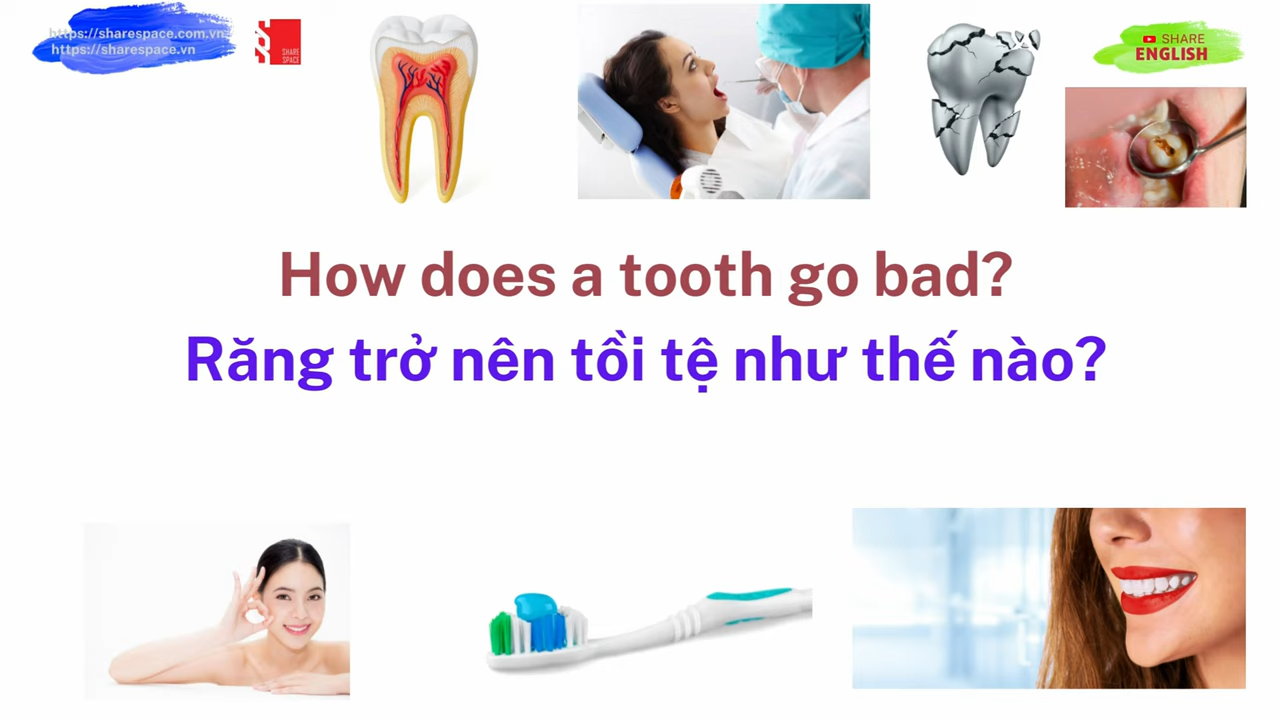 https://sharespace.com.vn/
https://sharespace.vn
SHARE
SPACE
SHARE
ENGLISH
How does a tooth go bad?
Răng trở nên tồi tệ như thế nào?